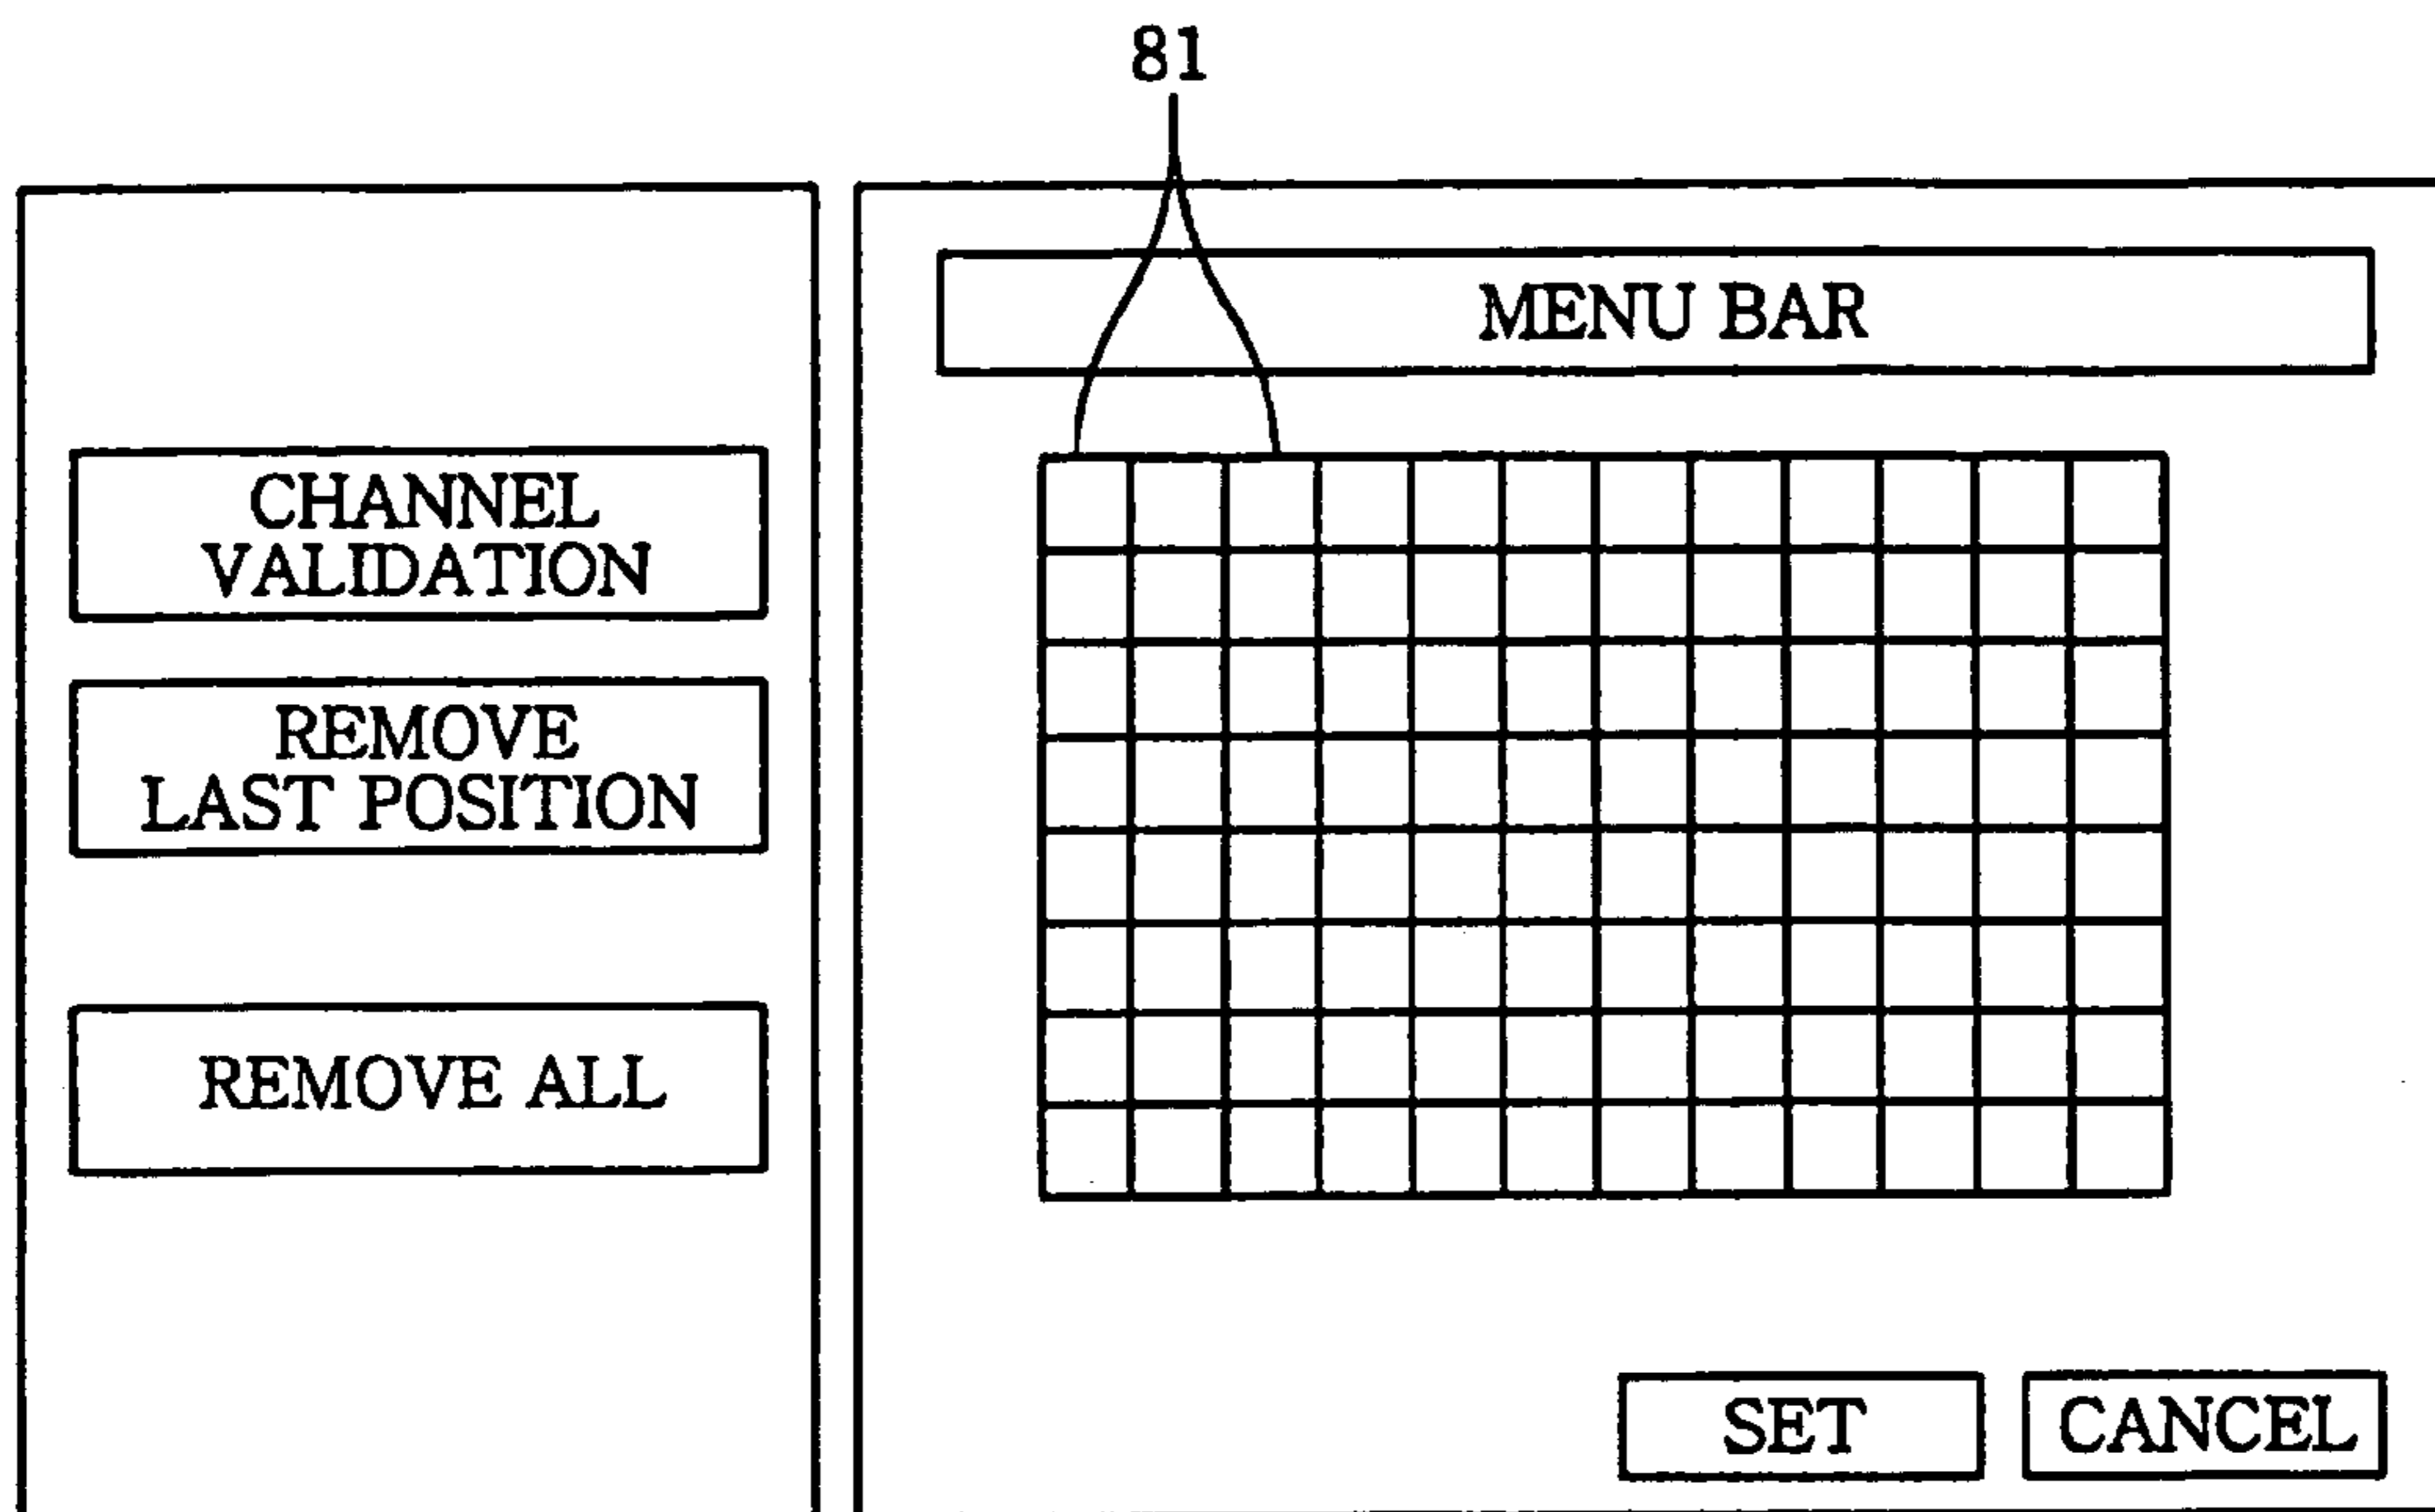 81
MENU BAR
CHANNEL
VALIDATION
REMOVE
LAST POSITION
REMOVE ALL
SET
CANCEL